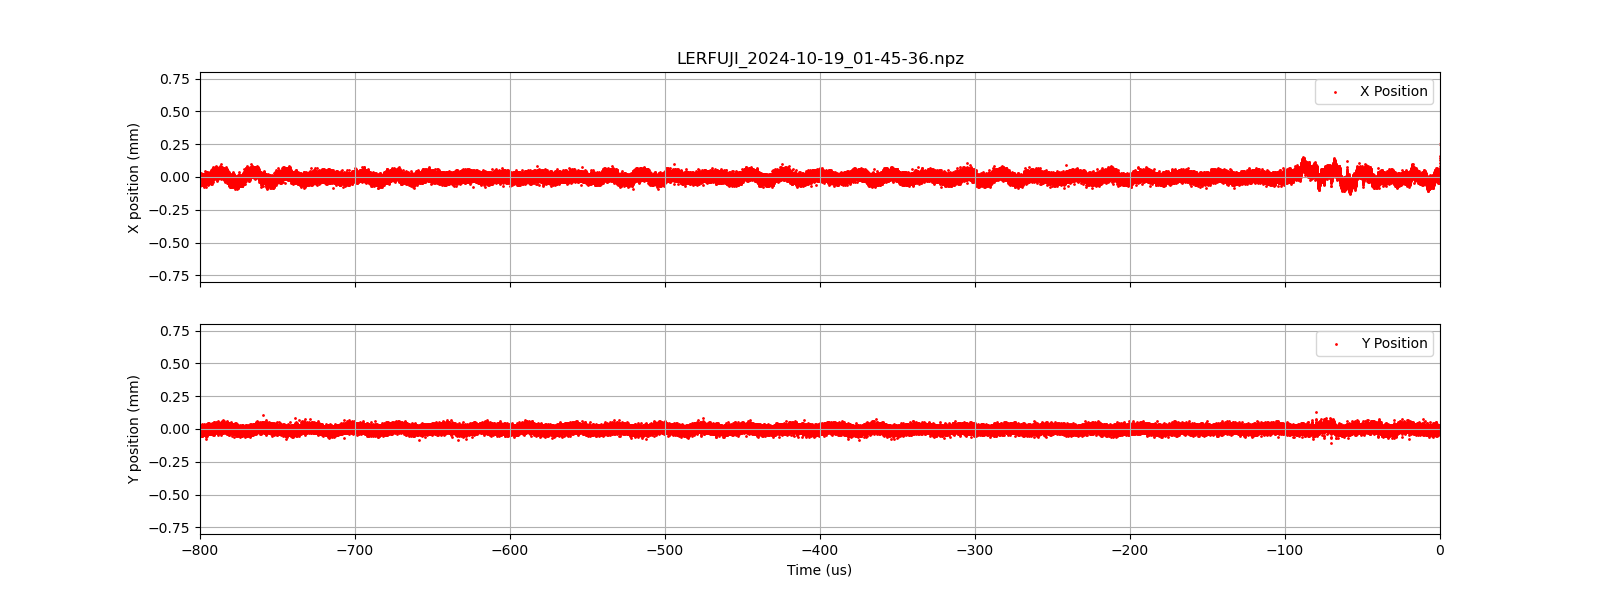 LERFUJI_2024-10-19_01-45-36.npz
0.75
0.50
0.25
0.00
−0.25
−0.50
−0.75
X position (mm)
X Position
0.75
0.50
0.25
0.00
−0.25
−0.50
−0.75
Y position (mm)
Y Position
−800 −700 −600 −500 −400 −300 −200 −100 0
Time (us)